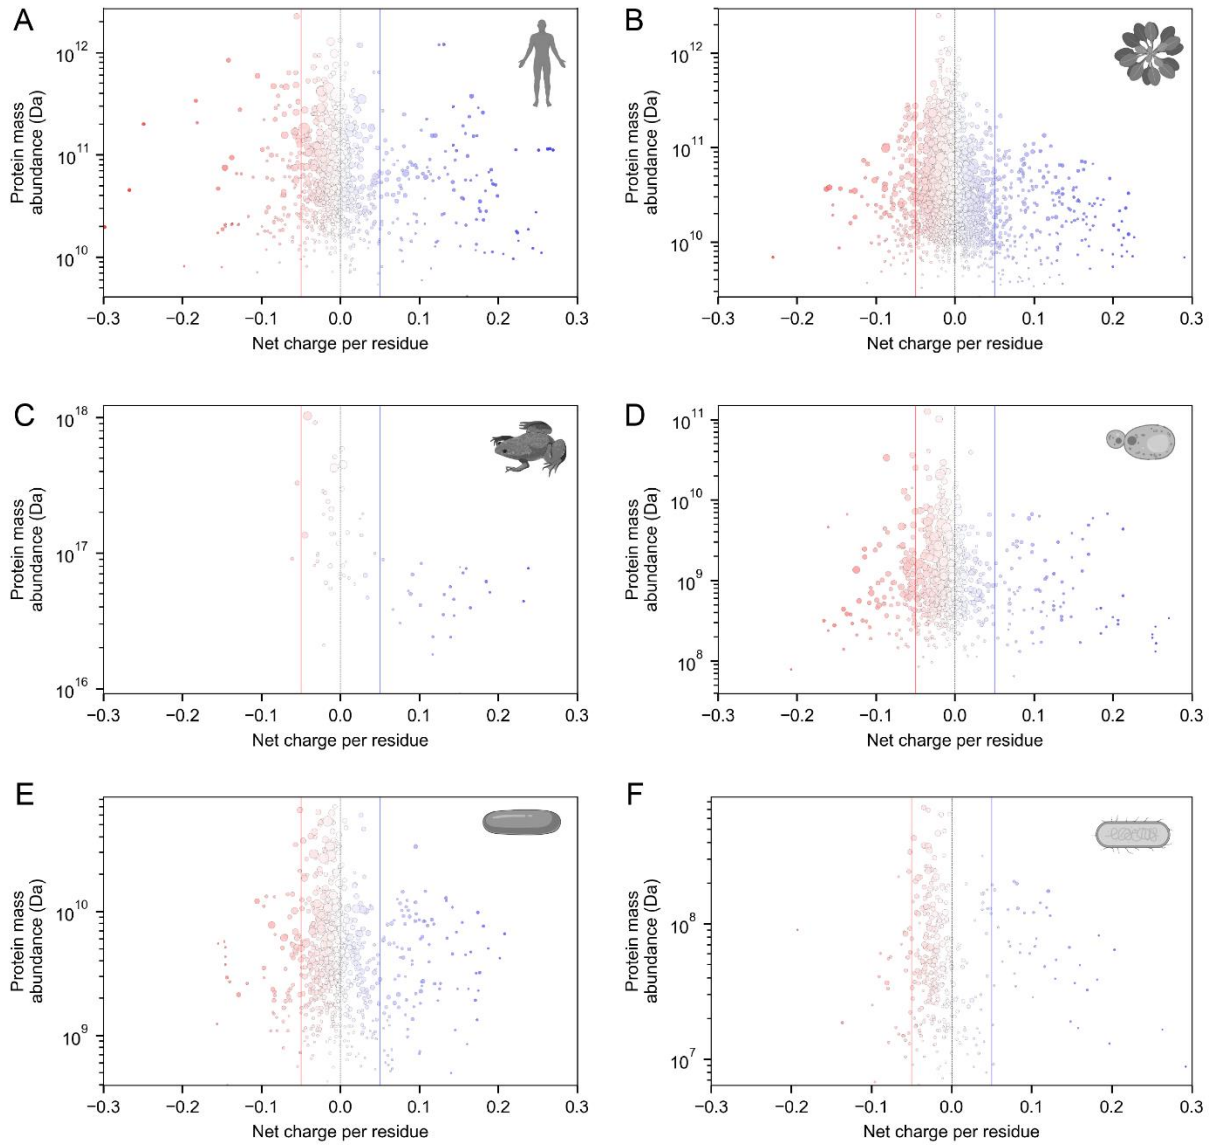 A
Protein mass
abundance (Da)
10^12
10^11
10^10
−0.3 −0.2 −0.1 0.0 0.1 0.2 0.3
Net charge per residue
B
Protein mass
abundance (Da)
10^12
10^11
10^10
−0.3 −0.2 −0.1 0.0 0.1 0.2 0.3
Net charge per residue
C
Protein mass
abundance (Da)
10^18
10^17
10^16
−0.3 −0.2 −0.1 0.0 0.1 0.2 0.3
Net charge per residue
D
Protein mass
abundance (Da)
10^11
10^10
10^9
10^8
−0.3 −0.2 −0.1 0.0 0.1 0.2 0.3
Net charge per residue
E
Protein mass
abundance (Da)
10^10
10^9
−0.3 −0.2 −0.1 0.0 0.1 0.2 0.3
Net charge per residue
F
Protein mass
abundance (Da)
10^8
10^7
−0.3 −0.2 −0.1 0.0 0.1 0.2 0.3
Net charge per residue